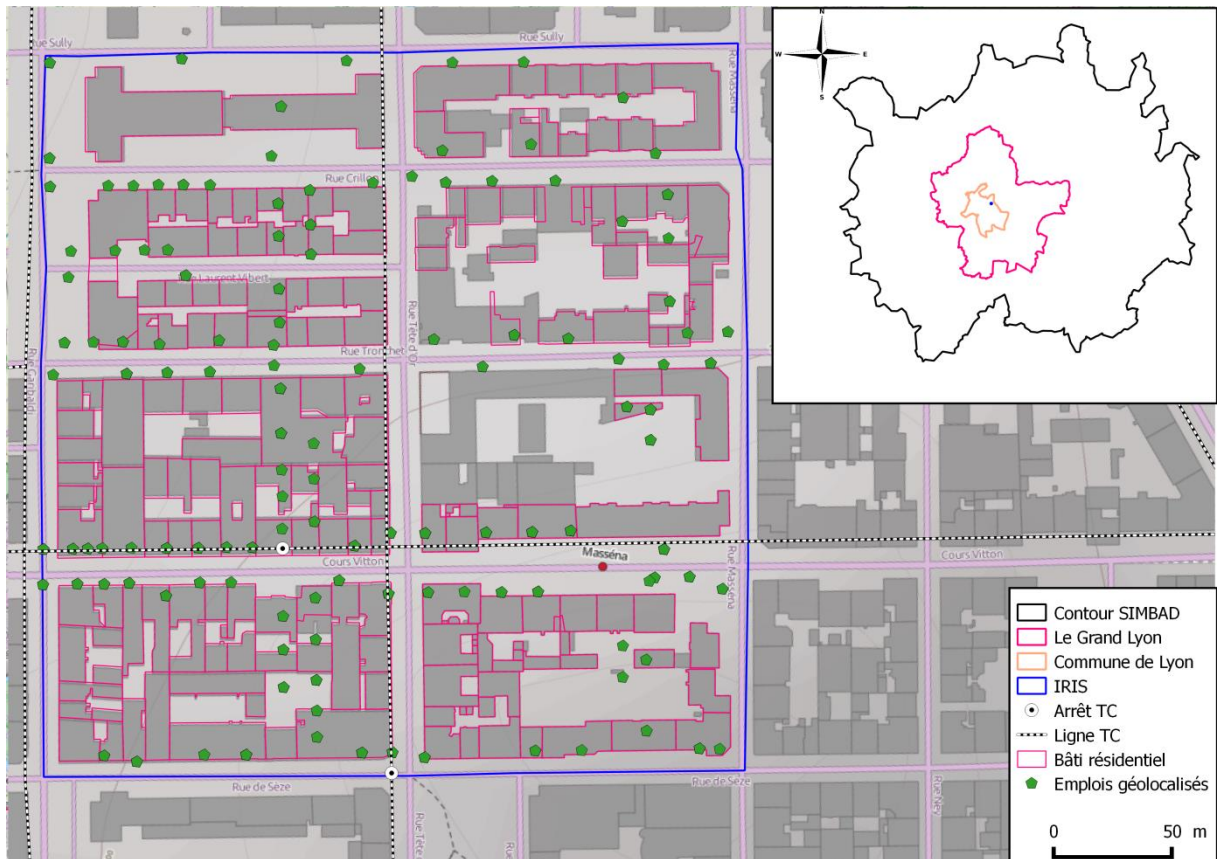 Rue Sully
Rue Sully
Rue Masséna
Rue Crillon
Rue Laurent Vibert
Rue Tête d'Or
Rue Tronchet
Rue Garibaldi
Masséna
Cours Vitton
Cours Vitton
Rue Masséna
Rue de Sèze
Rue de Sèze
Rue Tête
Rue Ney
N
W
E
S
Contour SIMBAD
Le Grand Lyon
Commune de Lyon
IRIS
Arrêt TC
Ligne TC
Bâti résidentiel
Emplois géolocalisés
0 50 m